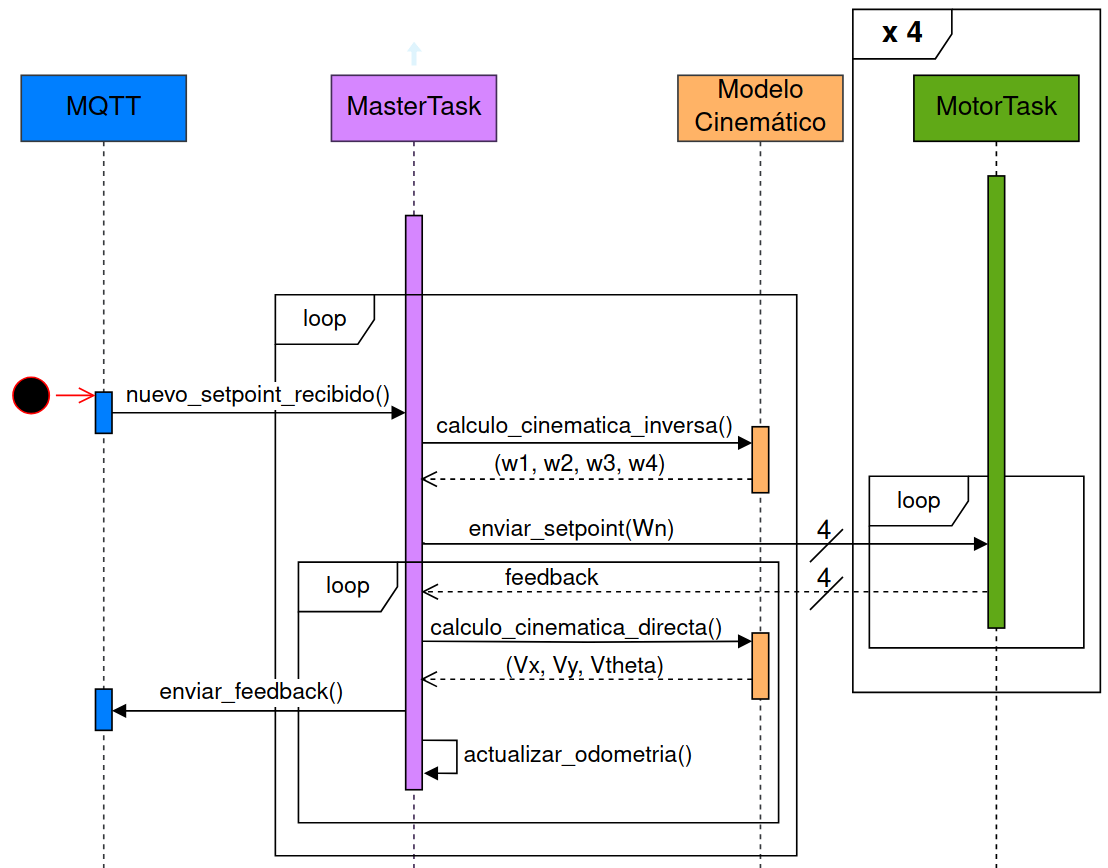 x 4
MQTT
MasterTask
Modelo
Cinemático
MotorTask
loop
nuevo_setpoint_recibido()
calculo_cinematica_inversa()
(w1, w2, w3, w4)
loop
enviar_setpoint(Wn)
4
loop
feedback
4
calculo_cinematica_directa()
(Vx, Vy, Vtheta)
enviar_feedback()
actualizar_odometria()